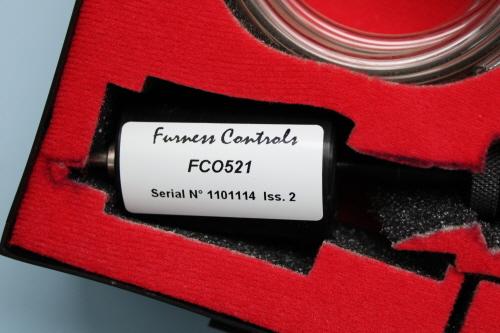 Furness Controls
FCO521
Serial N° 1101114 Iss. 2